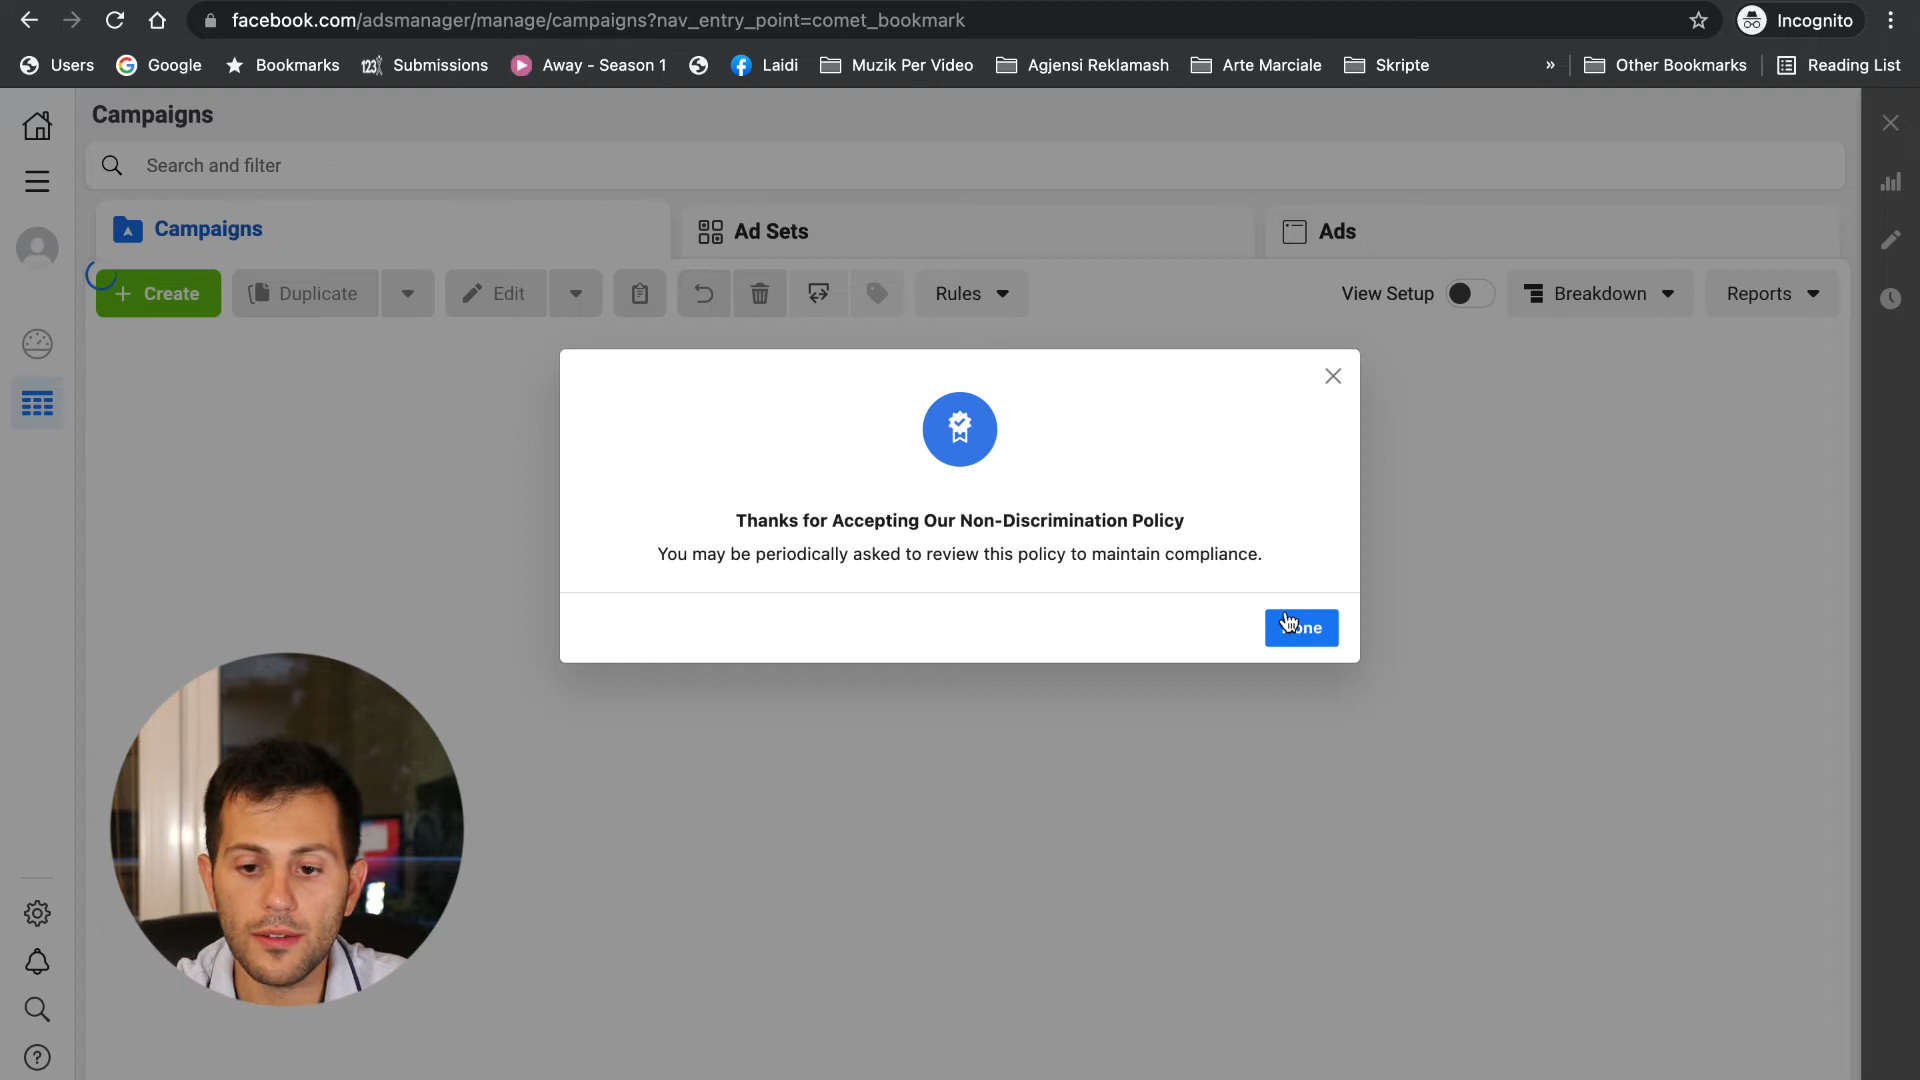 facebook.com/adsmanager/manage/campaigns?nav_entry_point=comet_bookmark
Incognito
Users Google Bookmarks 123 Submissions Away - Season 1 Laidi Muzik Per Video Agjensi Reklamash Arte Marciale Skripte » Other Bookmarks Reading List
Campaigns
Search and filter
Campaigns Ad Sets Ads
+ Create Duplicate Edit Rules View Setup Breakdown Reports
Thanks for Accepting Our Non-Discrimination Policy
You may be periodically asked to review this policy to maintain compliance.